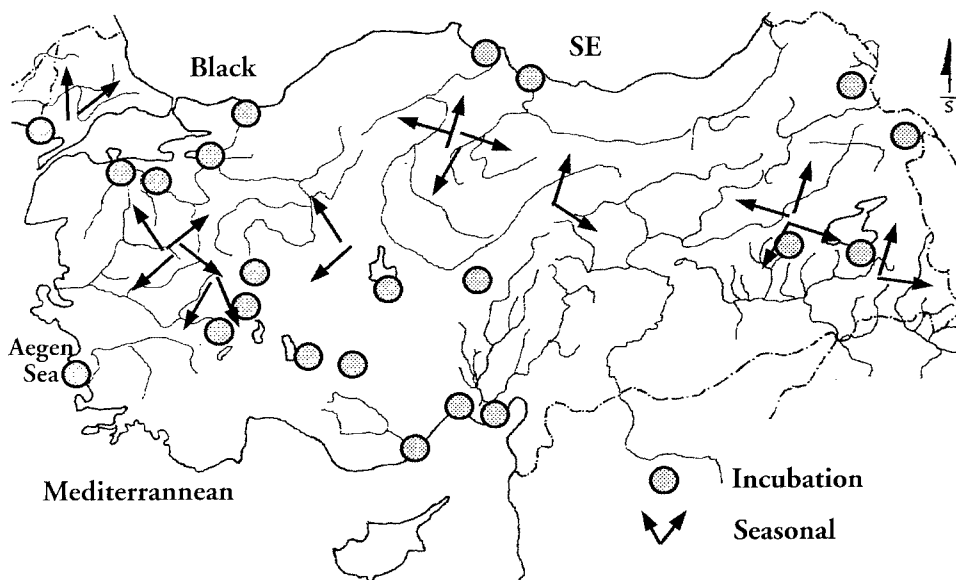 Black
SE
S
Aegen
Sea
Mediterrannean
Incubation
Seasonal